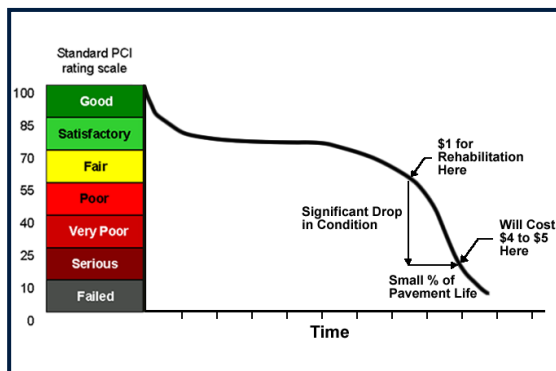 Standard PCI
rating scale
100
Good
85
Satisfactory
70
Fair
55
Poor
40
Very Poor
25
Serious
10
Failed
0
$1 for
Rehabilitation
Here
Significant Drop
in Condition
Will Cost
$4 to $5
Here
Small % of
Pavement Life
Time